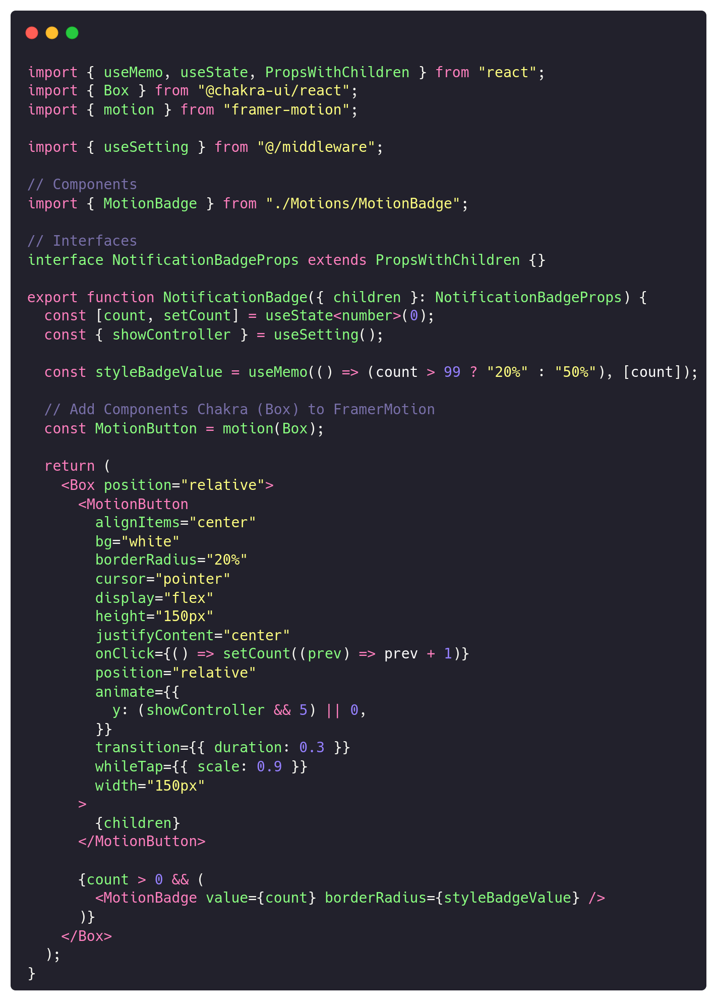 import { useMemo, useState, PropsWithChildren } from "react";
import { Box } from "@chakra-ui/react";
import { motion } from "framer-motion";

import { useSetting } from "@/middleware";

// Components
import { MotionBadge } from "./Motions/MotionBadge";

// Interfaces
interface NotificationBadgeProps extends PropsWithChildren {}

export function NotificationBadge({ children }: NotificationBadgeProps) {
  const [count, setCount] = useState<number>(0);
  const { showController } = useSetting();

  const styleBadgeValue = useMemo(() => (count > 99 ? "20%" : "50%"), [count]);

  // Add Components Chakra (Box) to FramerMotion
  const MotionButton = motion(Box);

  return (
    <Box position="relative">
      <MotionButton
        alignItems="center"
        bg="white"
        borderRadius="20%"
        cursor="pointer"
        display="flex"
        height="150px"
        justifyContent="center"
        onClick={() => setCount((prev) => prev + 1)}
        position="relative"
        animate={{
          y: (showController && 5) || 0,
        }}
        transition={{ duration: 0.3 }}
        whileTap={{ scale: 0.9 }}
        width="150px"
      >
        {children}
      </MotionButton>

      {count > 0 && (
        <MotionBadge value={count} borderRadius={styleBadgeValue} />
      )}
    </Box>
  );
}